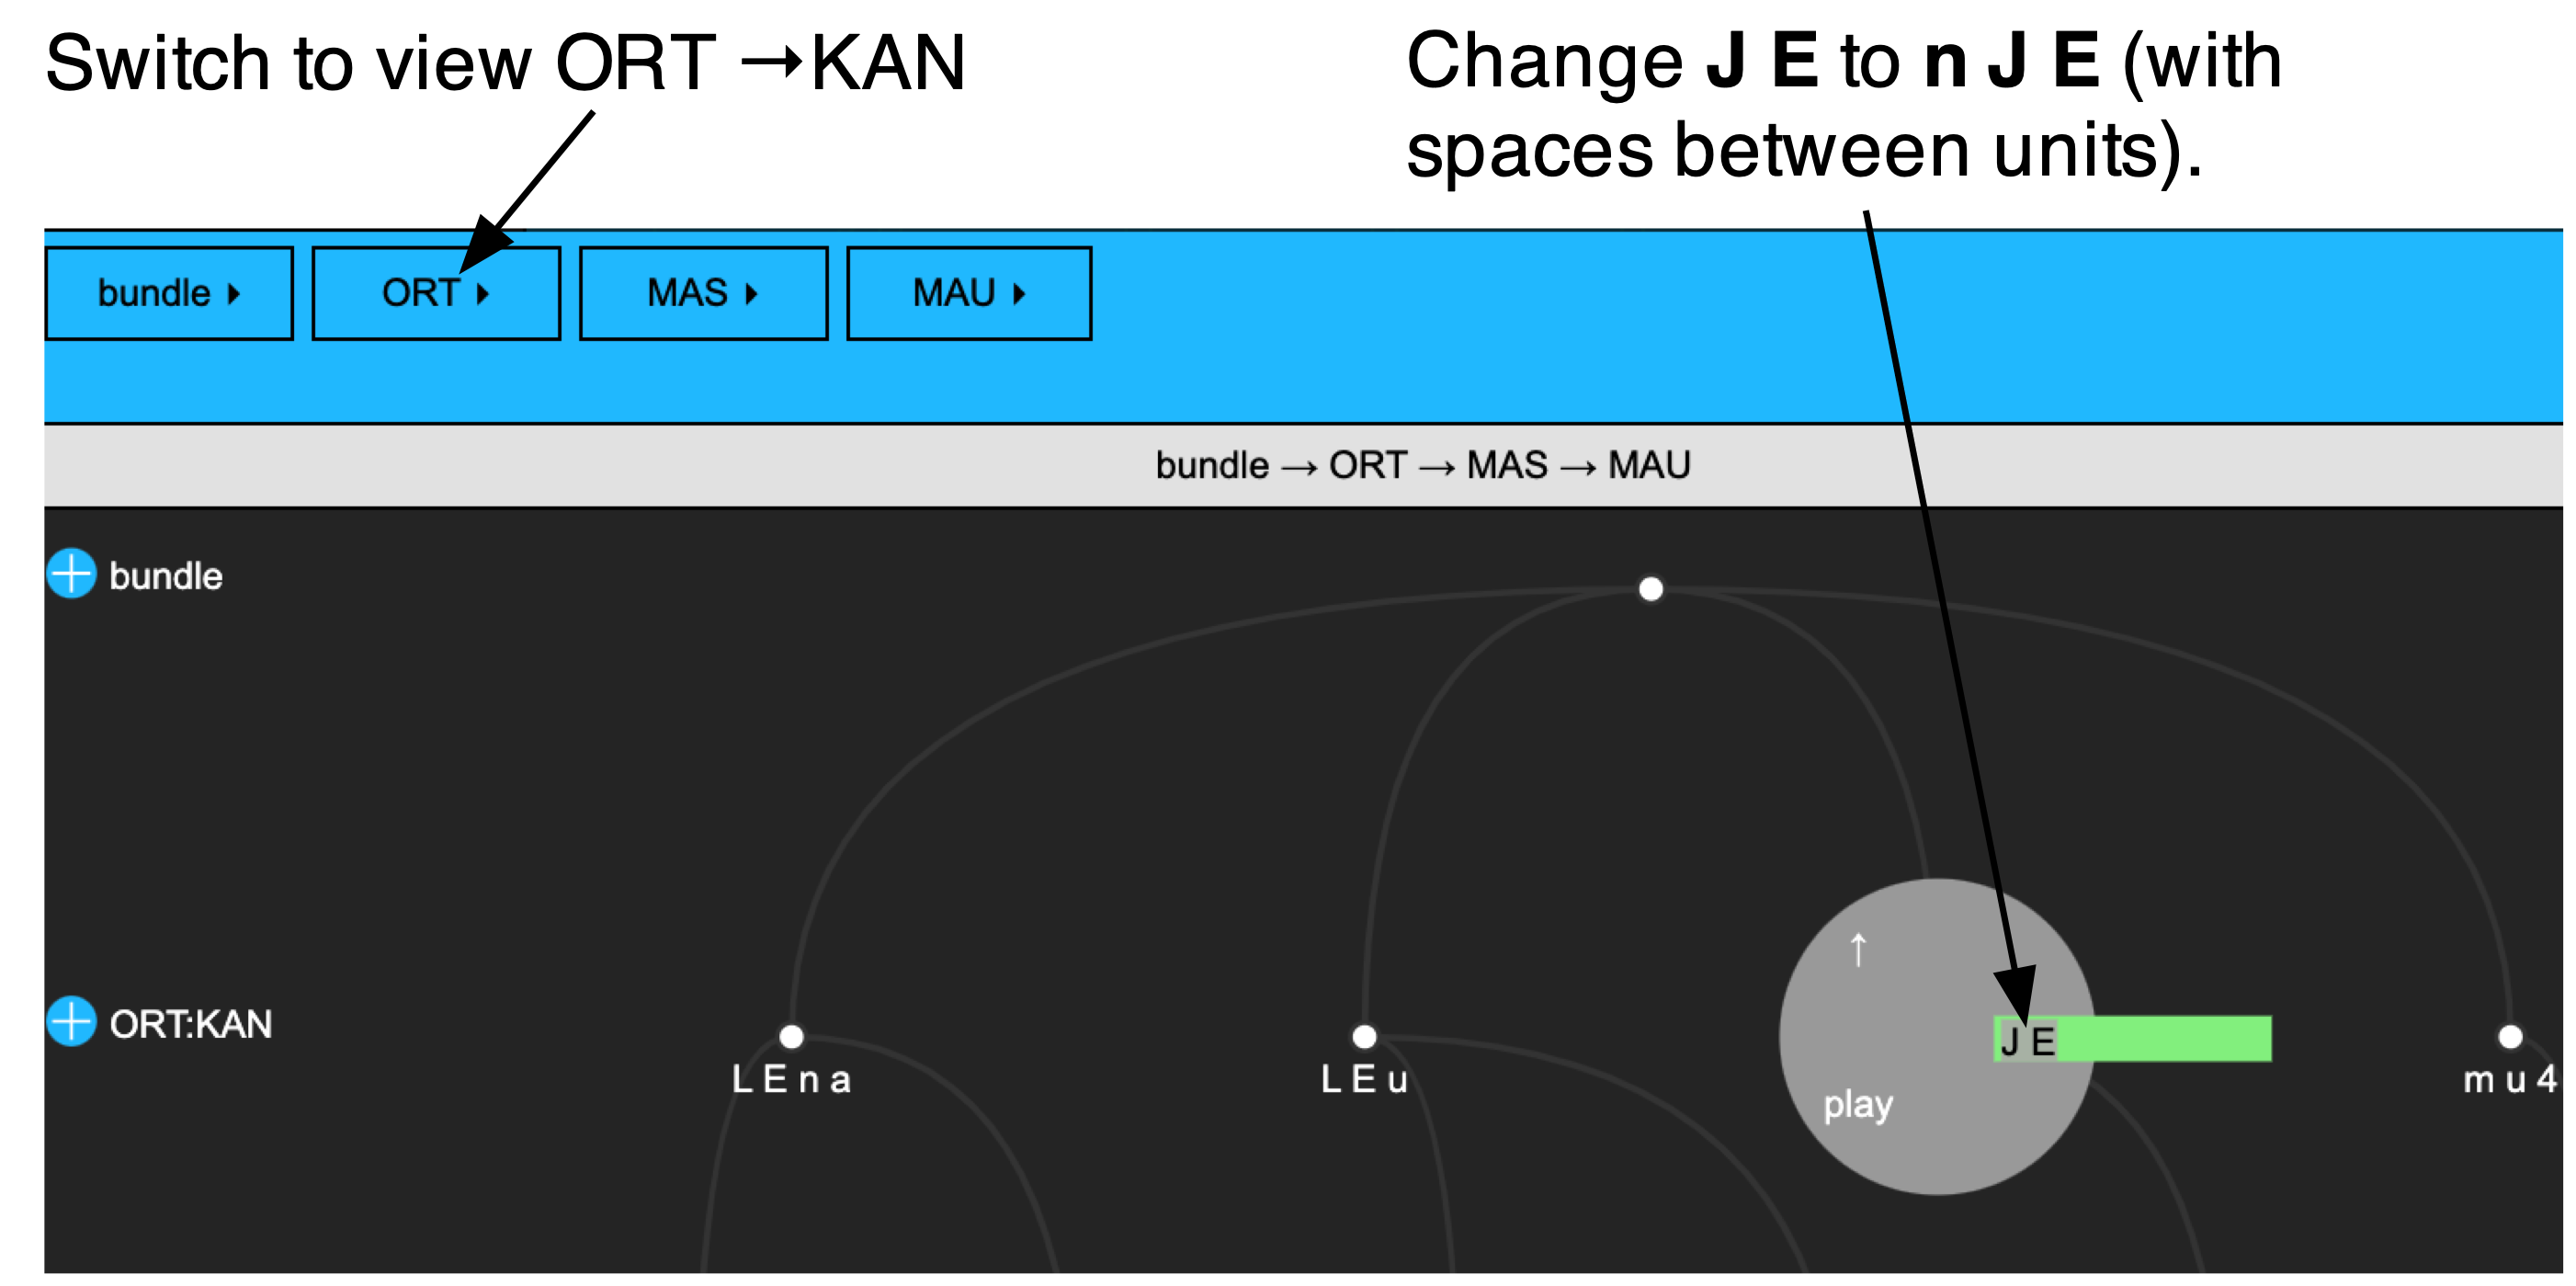 Switch to view ORT →KAN
Change J E to n J E (with
spaces between units).
bundle ▸ ORT ▸ MAS ▸ MAU ▸
bundle → ORT → MAS → MAU
bundle
↑
ORT:KAN
J E
L E n a L E u m u 4
play